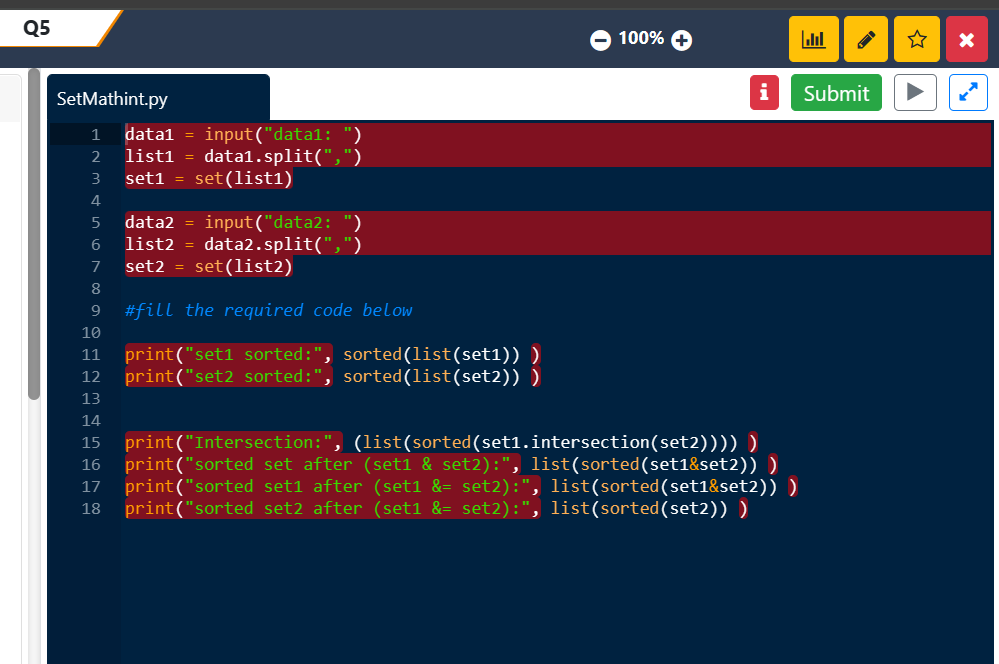 Q5
100%
SetMathint.py
Submit
1 data1 = input("data1: ")
2 list1 = data1.split(",")
3 set1 = set(list1)
4
5 data2 = input("data2: ")
6 list2 = data2.split(",")
7 set2 = set(list2)
8
9 #fill the required code below
10
11 print("set1 sorted:", sorted(list(set1)) )
12 print("set2 sorted:", sorted(list(set2)) )
13
14
15 print("Intersection:", (list(sorted(set1.intersection(set2)))) )
16 print("sorted set after (set1 & set2):", list(sorted(set1&set2)) )
17 print("sorted set1 after (set1 &= set2):", list(sorted(set1&set2)) )
18 print("sorted set2 after (set1 &= set2):", list(sorted(set2)) )